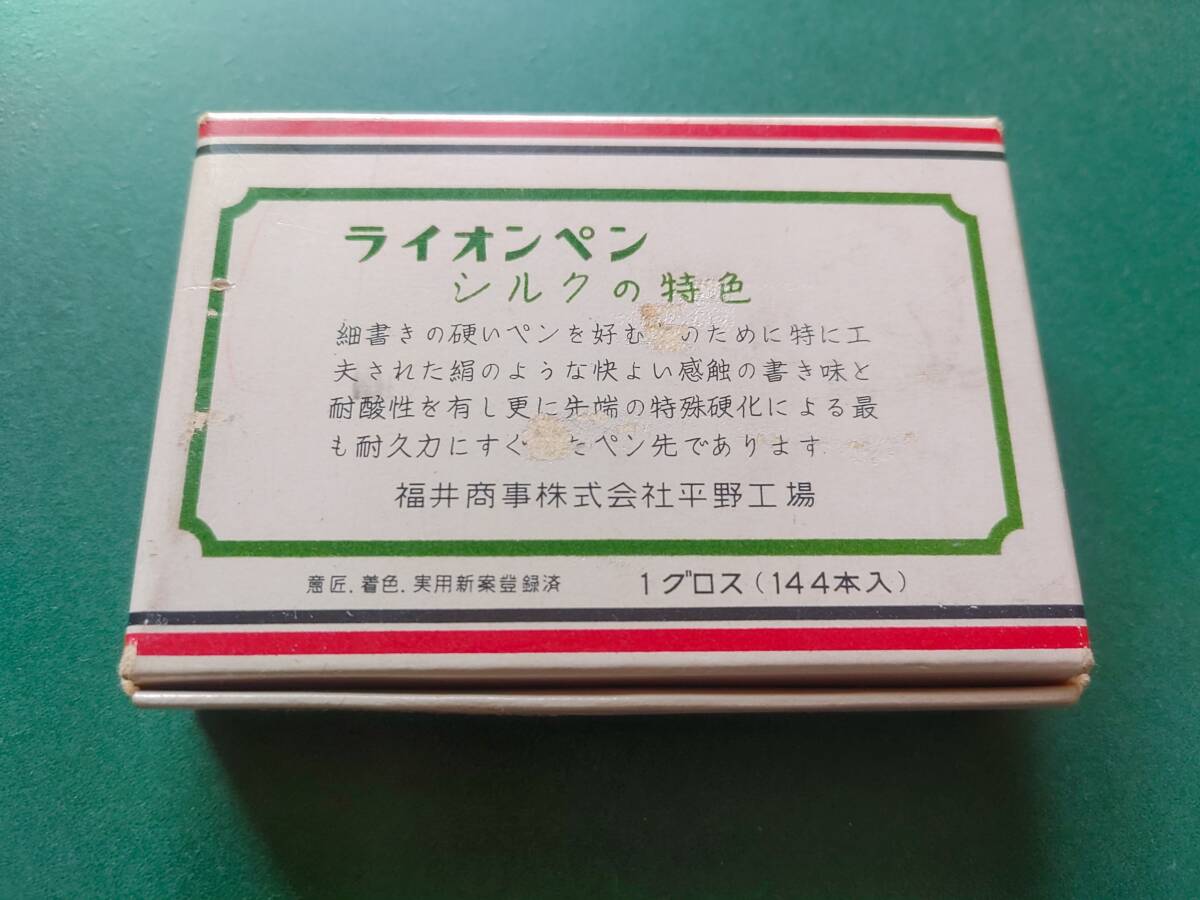 ライオンペン
シルクの特色
細書きの硬いペンを好む のために特に工
夫された絹のような快よい感触の書き味と
耐酸性を有し更に先端の特殊硬化による最
も耐久力にすぐ たペン先であります
福井商事株式会社平野工場
意匠.着色.実用新案登録済 1グロス(144本入)